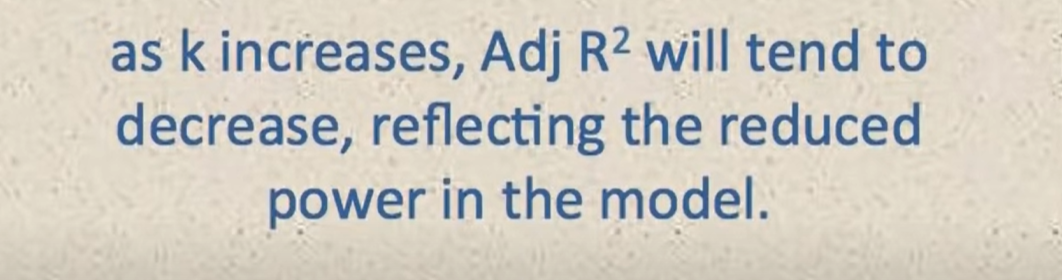 as k increases, Adj R² will tend to
decrease, reflecting the reduced
power in the model.